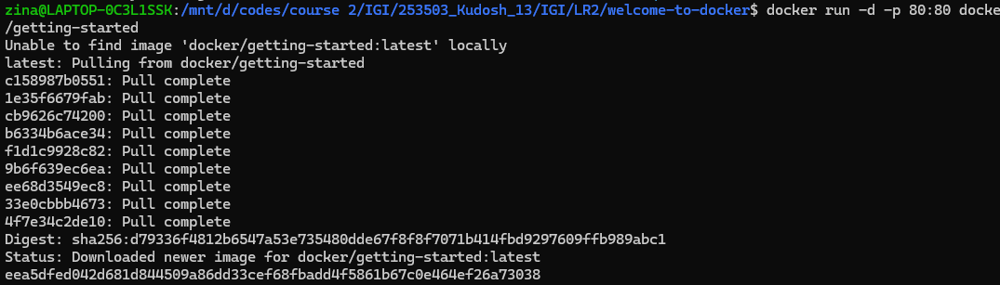 zina@LAPTOP-0C3L1SSK:/mnt/d/codes/course 2/IGI/253503_Kudosh_13/IGI/LR2/welcome-to-docker$ docker run -d -p 80:80 docke
/getting-started
Unable to find image 'docker/getting-started:latest' locally
latest: Pulling from docker/getting-started
c158987b0551: Pull complete
1e35f6679fab: Pull complete
cb9626c74200: Pull complete
b6334b6ace34: Pull complete
f1d1c9928c82: Pull complete
9b6f639ec6ea: Pull complete
ee68d3549ec8: Pull complete
33e0cbbb4673: Pull complete
4f7e34c2de10: Pull complete
Digest: sha256:d79336f4812b6547a53e735480dde67f8f8f7071b414fbd9297609ffb989abc1
Status: Downloaded newer image for docker/getting-started:latest
eea5dfed042d681d844509a86dd33cef68fbadd4f5861b67c0e464ef26a73038